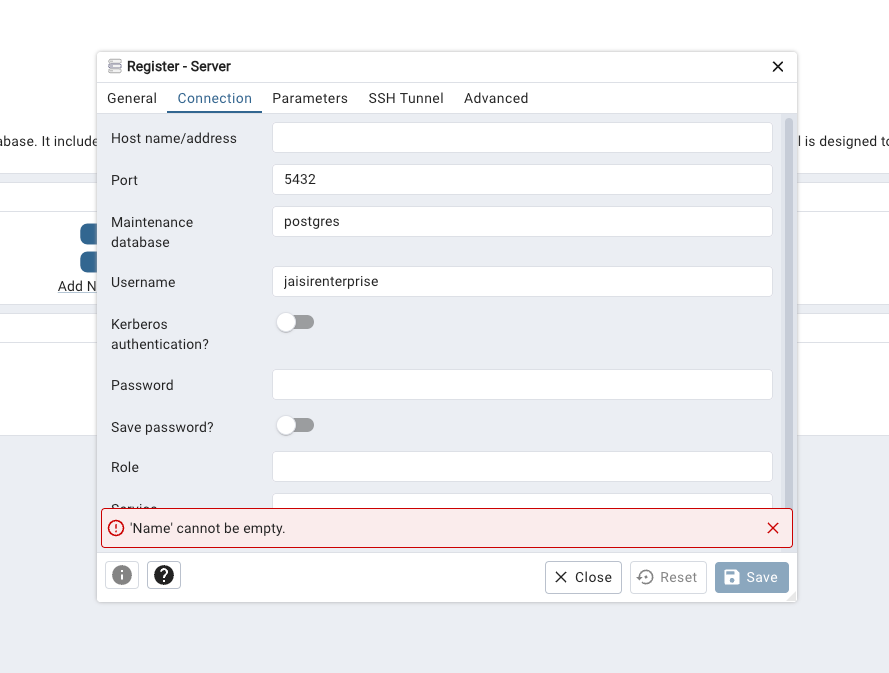 Register - Server
General Connection Parameters SSH Tunnel Advanced
Host name/address
abase. It include
l is designed to
Port 5432
Maintenance database postgres
Username jaisirenterprise
Add N
Kerberos authentication?
Password
Save password?
Role
Service
'Name' cannot be empty.
Close Reset Save